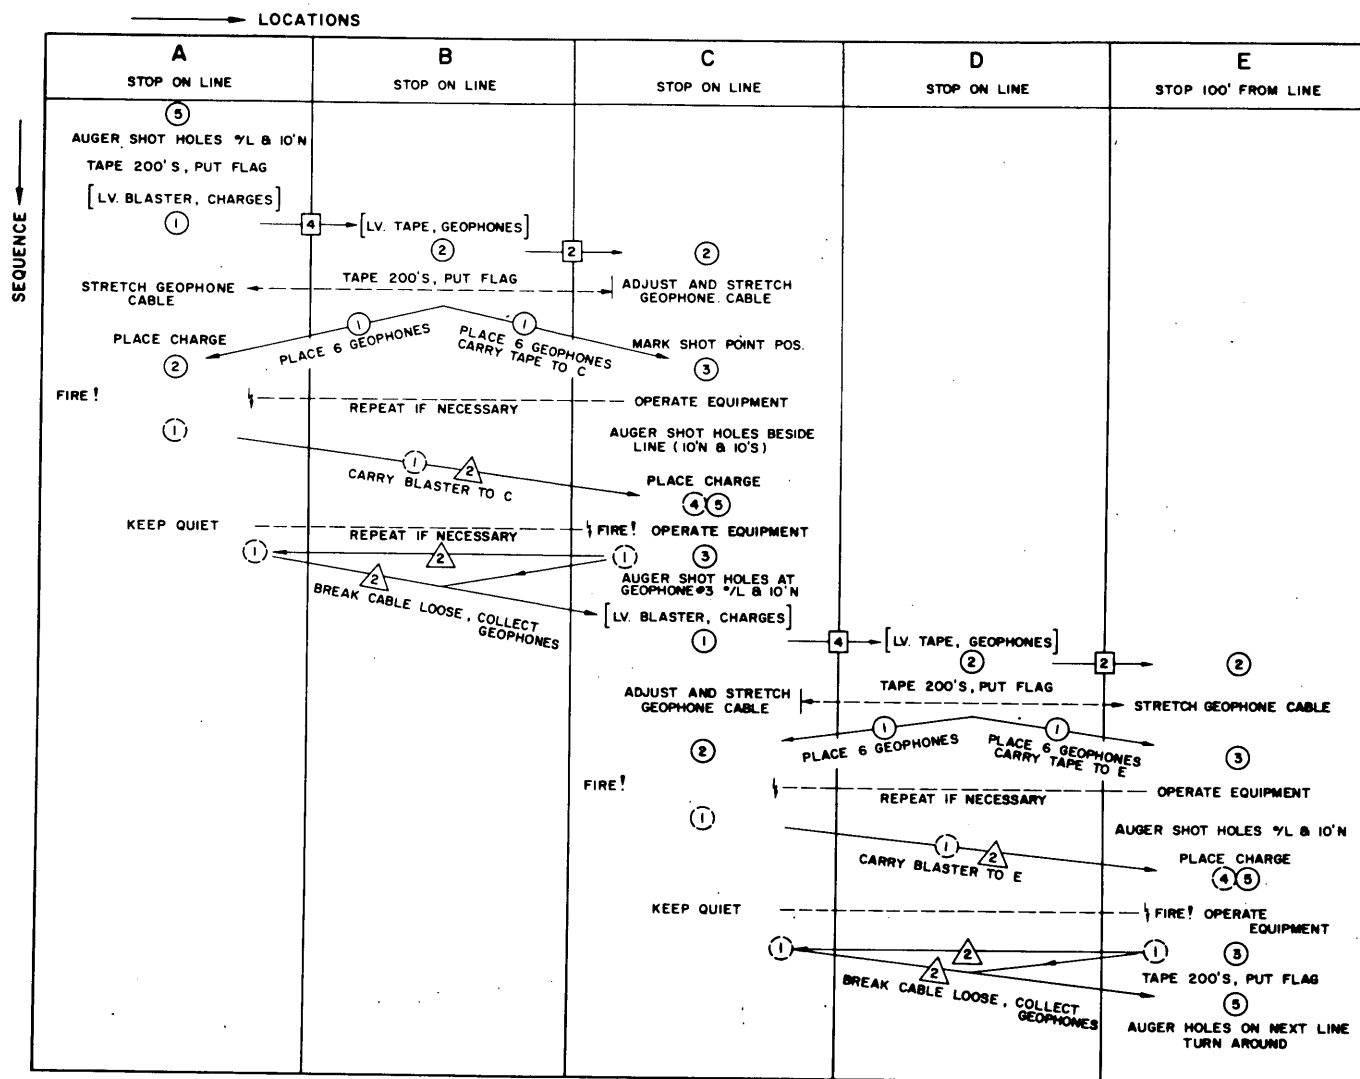 LOCATIONS
SEQUENCE
A
STOP ON LINE
B
STOP ON LINE
C
STOP ON LINE
D
STOP ON LINE
E
STOP 100' FROM LINE
5
AUGER SHOT HOLES º/L & 10'N
TAPE 200'S, PUT FLAG
[LV. BLASTER, CHARGES]
1
4
[LV. TAPE, GEOPHONES]
2
2
2
TAPE 200'S, PUT FLAG
STRETCH GEOPHONE
CABLE
ADJUST AND STRETCH
GEOPHONE CABLE
1
1
PLACE 6 GEOPHONES
PLACE 6 GEOPHONES
CARRY TAPE TO C
PLACE CHARGE
2
MARK SHOT POINT POS.
3
FIRE!
REPEAT IF NECESSARY
OPERATE EQUIPMENT
1
AUGER SHOT HOLES BESIDE
LINE (10'N & 10'S)
1
2
CARRY BLASTER TO C
PLACE CHARGE
4 5
KEEP QUIET
REPEAT IF NECESSARY
FIRE! OPERATE EQUIPMENT
1
2
1
3
2
BREAK CABLE LOOSE, COLLECT
GEOPHONES
AUGER SHOT HOLES AT
GEOPHONE #3 º/L & 10'N
[LV. BLASTER, CHARGES]
1
4
[LV. TAPE, GEOPHONES]
2
2
2
TAPE 200'S, PUT FLAG
ADJUST AND STRETCH
GEOPHONE CABLE
STRETCH GEOPHONE CABLE
1
1
PLACE 6 GEOPHONES
PLACE 6 GEOPHONES
CARRY TAPE TO E
2
3
FIRE!
REPEAT IF NECESSARY
OPERATE EQUIPMENT
1
AUGER SHOT HOLES º/L & 10'N
1
2
CARRY BLASTER TO E
PLACE CHARGE
4 5
KEEP QUIET
FIRE! OPERATE
EQUIPMENT
1
2
1
3
2
BREAK CABLE LOOSE, COLLECT
GEOPHONES
TAPE 200'S, PUT FLAG
5
AUGER HOLES ON NEXT LINE
TURN AROUND